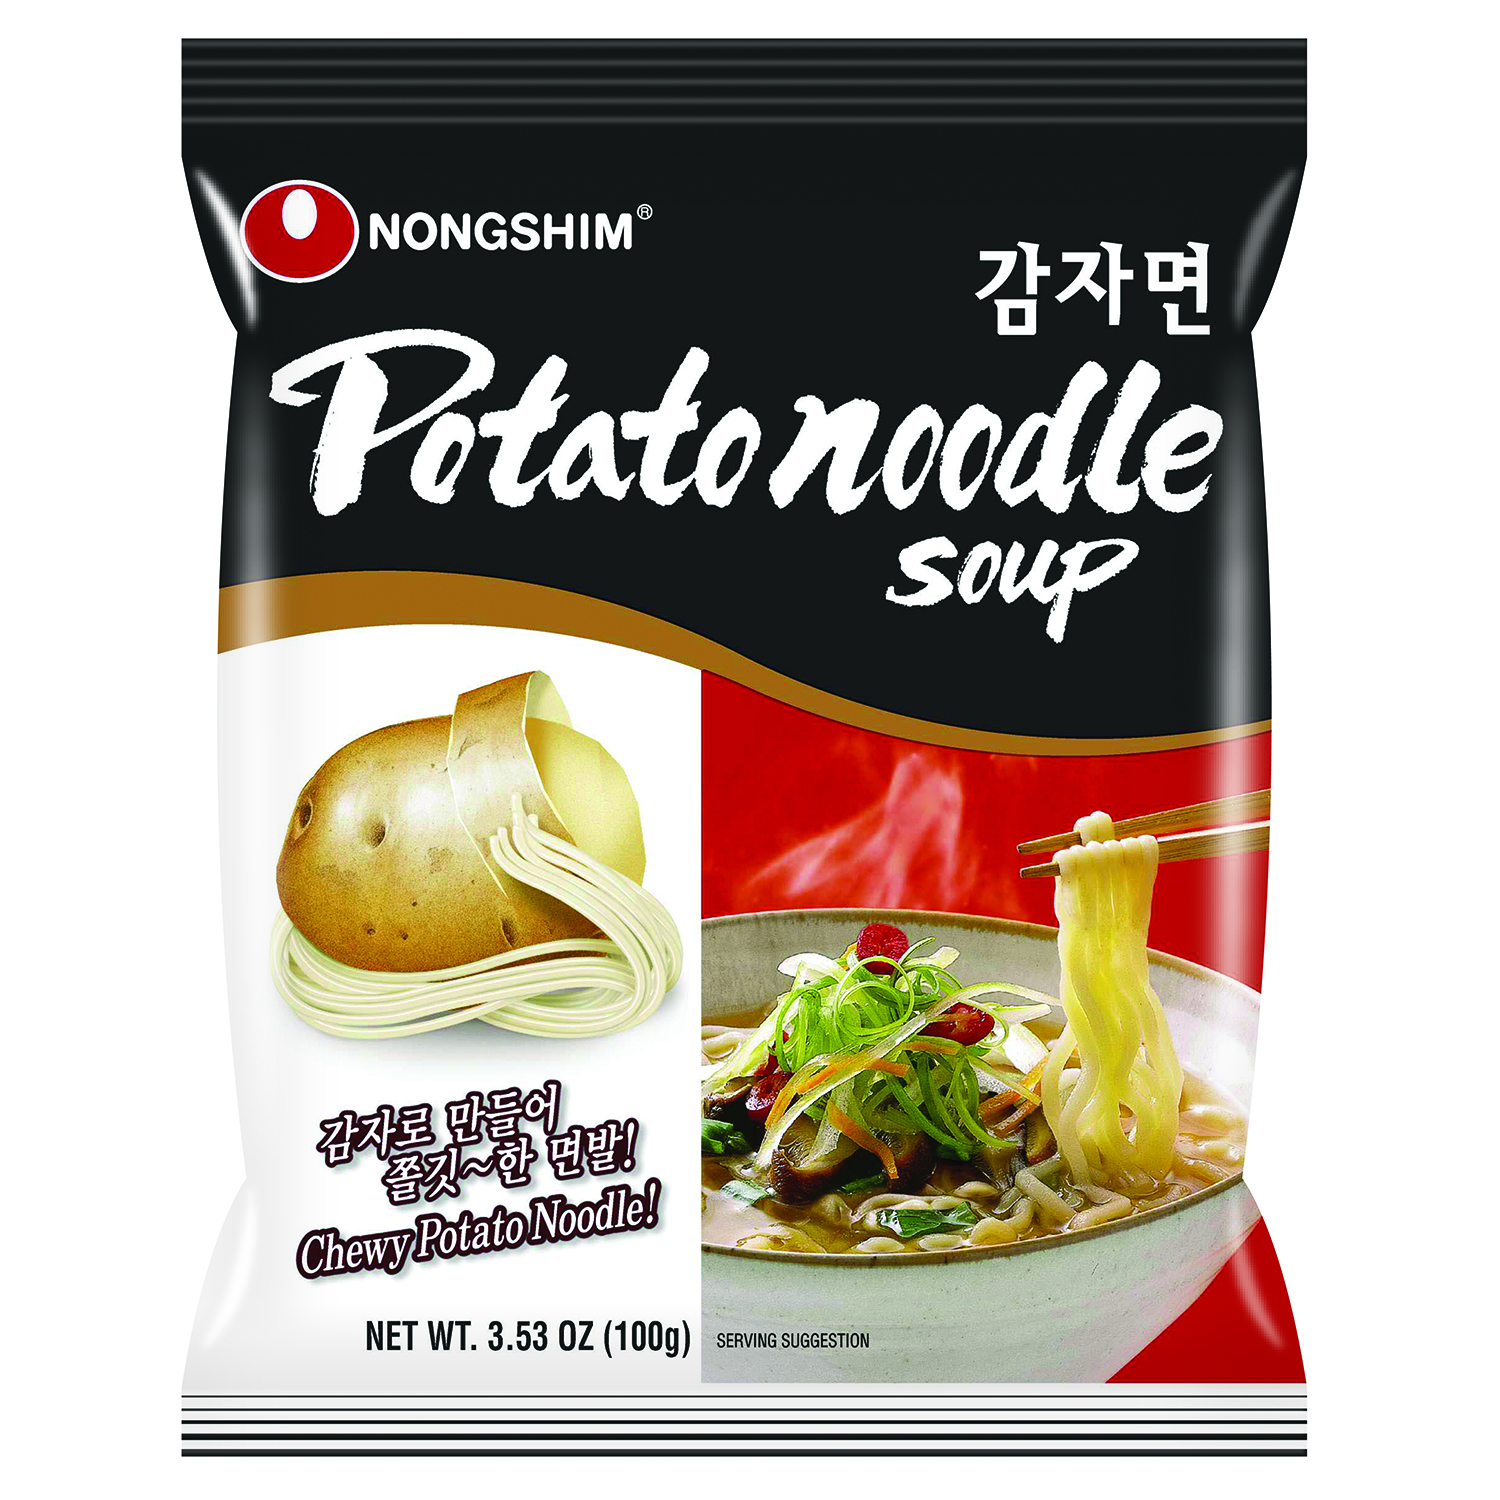 NONGSHIM®
감자면
Potato noodle
soup
감자로 만들어
쫄깃~한 면발!
Chewy Potato Noodle!
NET WT. 3.53 OZ (100g)
SERVING SUGGESTION